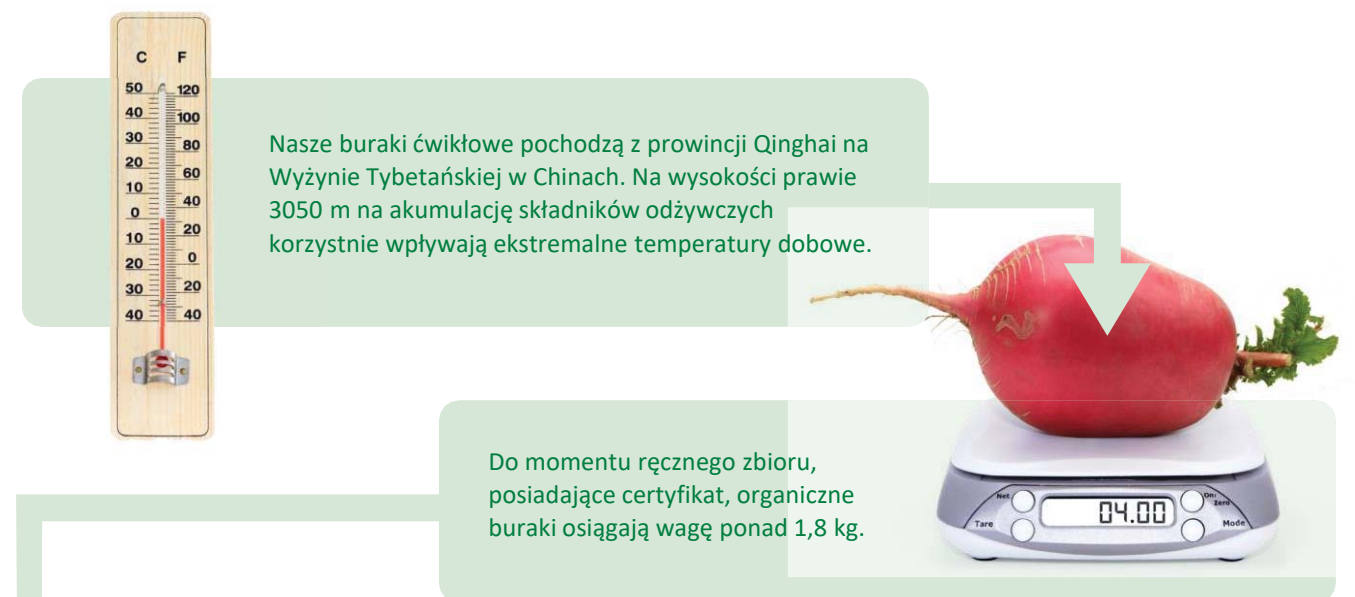 C F
50 120
40 100
30 80
20 60
10 40
0 20
10 0
20 20
30 40
40
Nasze buraki ćwikłowe pochodzą z prowincji Qinghai na
Wyżynie Tybetańskiej w Chinach. Na wysokości prawie
3050 m na akumulację składników odżywczych
korzystnie wpływają ekstremalne temperatury dobowe.
Do momentu ręcznego zbioru,
posiadające certyfikat, organiczne
buraki osiągają wagę ponad 1,8 kg.
Net
Tare
04.00
On/
Zero
Mode